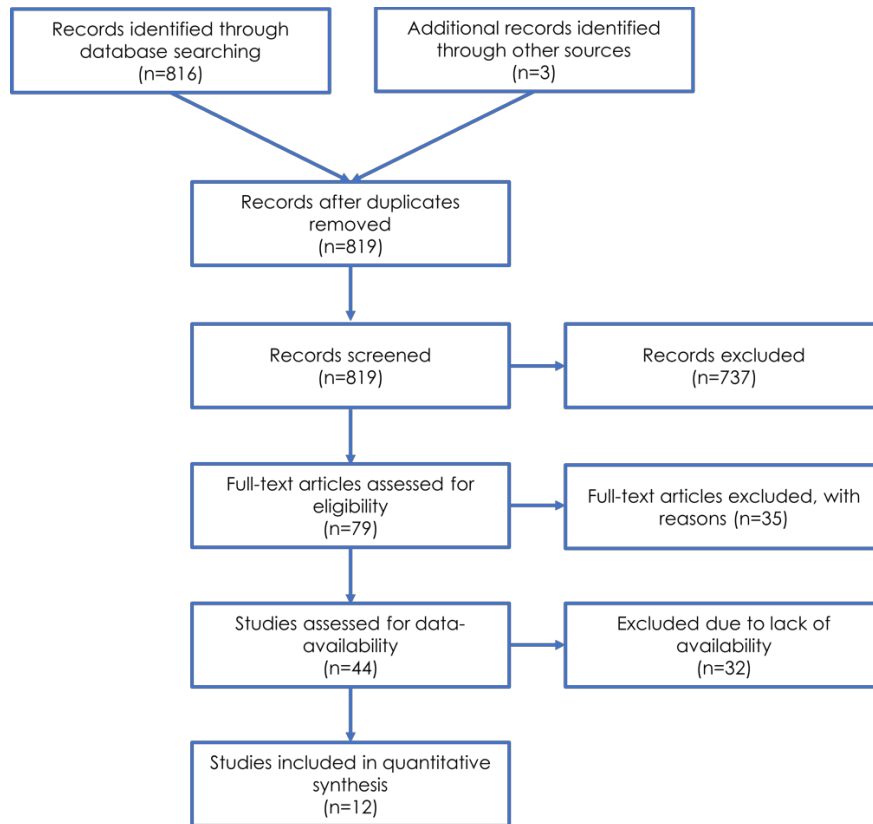 Records identified through
database searching
(n=816)
Additional records identified
through other sources
(n=3)
Records after duplicates
removed
(n=819)
Records screened
(n=819)
Records excluded
(n=737)
Full-text articles assessed for
eligibility
(n=79)
Full-text articles excluded, with
reasons (n=35)
Studies assessed for data-
availability
(n=44)
Excluded due to lack of
availability
(n=32)
Studies included in quantitative
synthesis
(n=12)